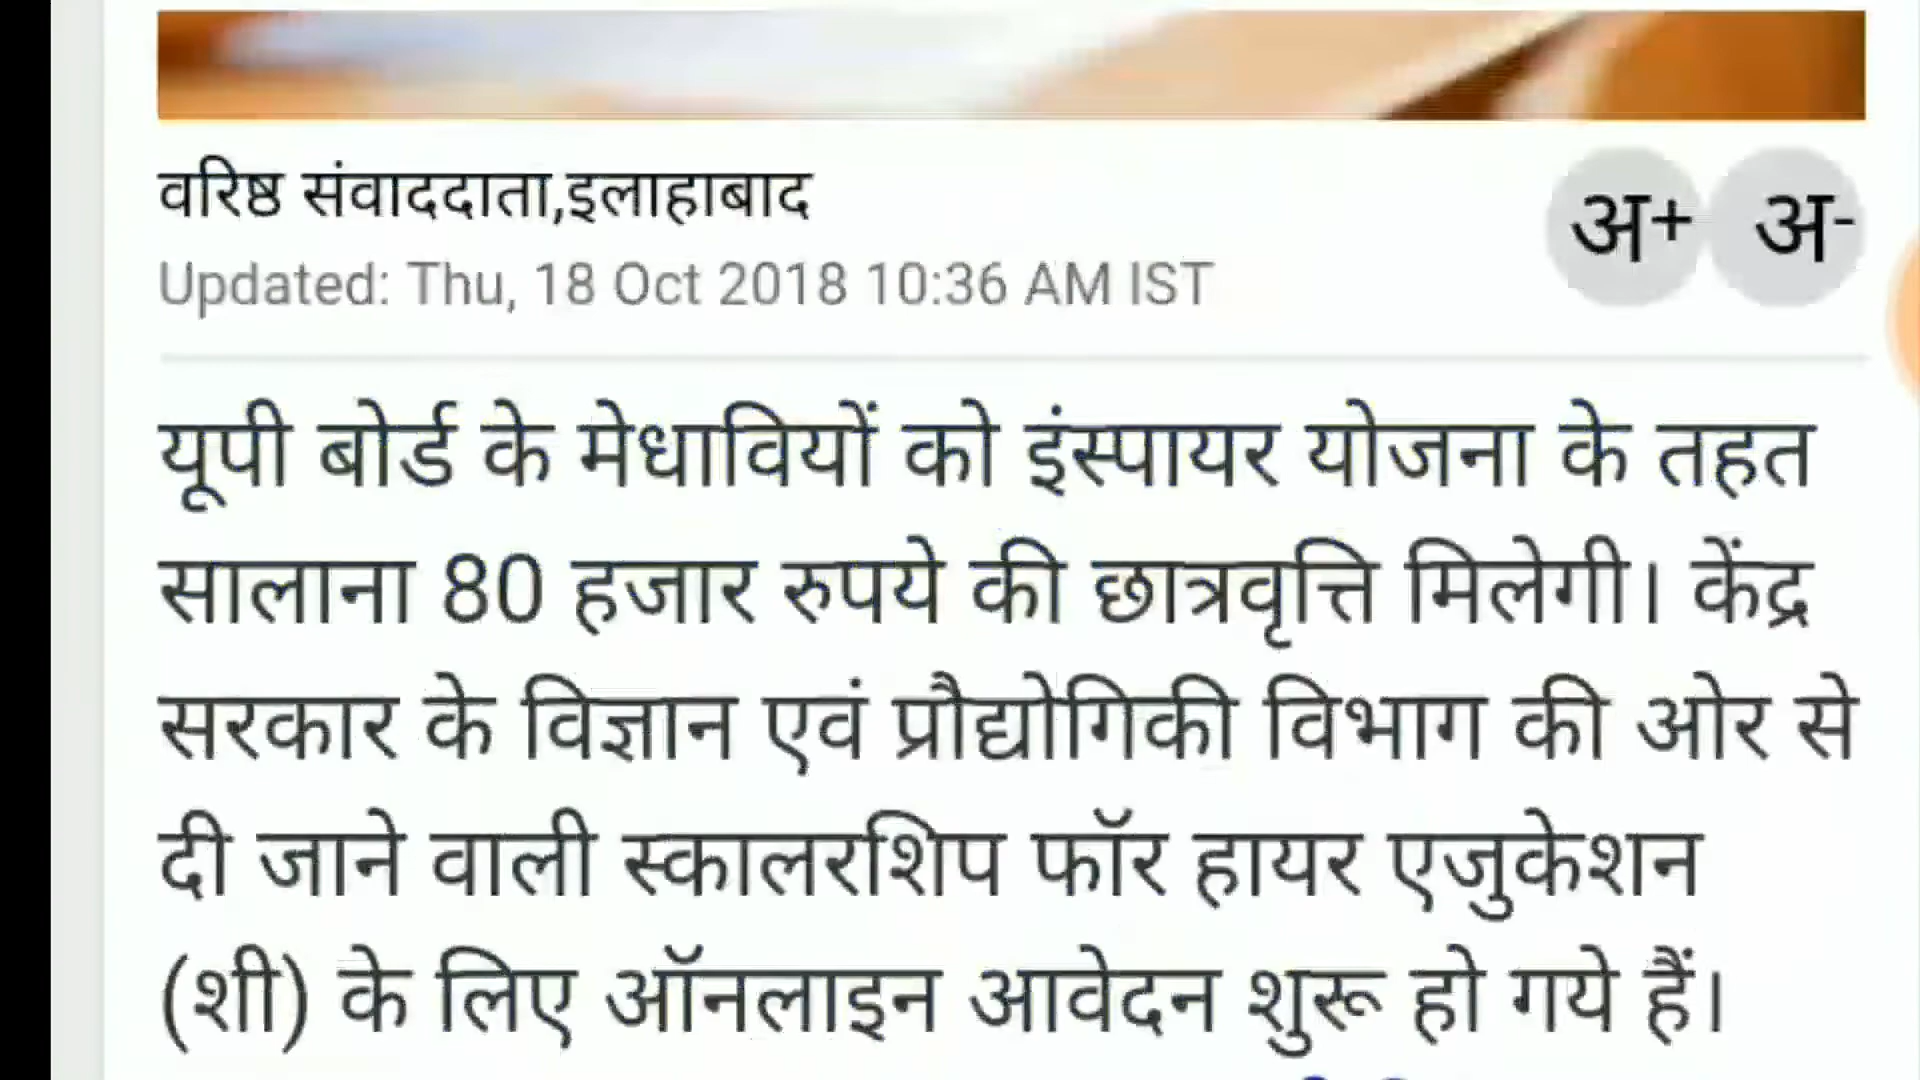 वरिष्ठ संवाददाता,इलाहाबाद
अ+ अ-
Updated: Thu, 18 Oct 2018 10:36 AM IST
यूपी बोर्ड के मेधावियों को इंस्पायर योजना के तहत
सालाना 80 हजार रुपये की छात्रवृत्ति मिलेगी। केंद्र
सरकार के विज्ञान एवं प्रौद्योगिकी विभाग की ओर से
दी जाने वाली स्कालरशिप फॉर हायर एजुकेशन
(शी) के लिए ऑनलाइन आवेदन शुरू हो गये हैं।